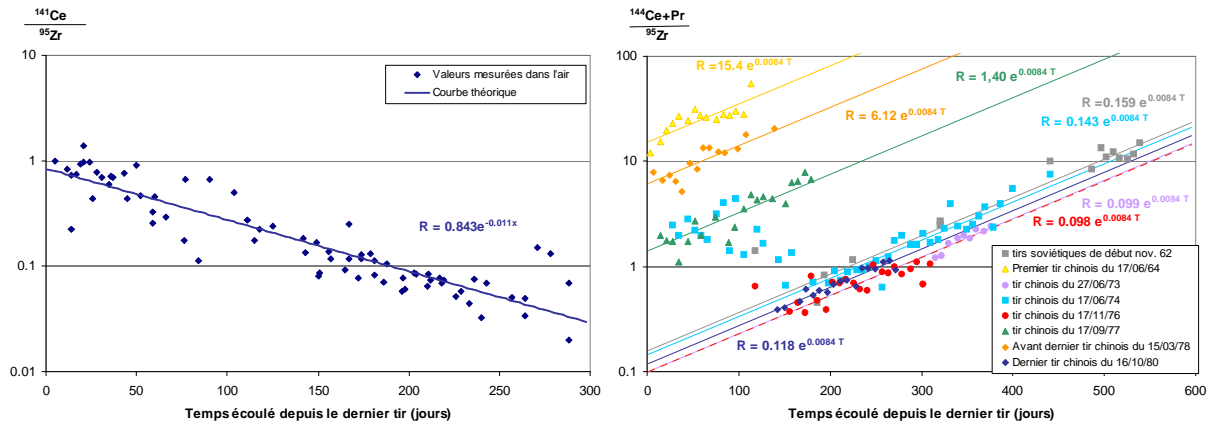 141Ce
95Zr
10
1
0.1
0.01
0
50
100
150
200
250
300
Valeurs mesurées dans l'air
Courbe théorique
R = 0.843e-0.011x
Temps écoulé depuis le dernier tir (jours)
144Ce+Pr
95Zr
100
10
1
0.1
0
100
200
300
400
500
600
R =15.4 e0.0084 T
R = 6.12 e0.0084 T
R = 1,40 e0.0084 T
R =0.159 e0.0084 T
R = 0.143 e0.0084 T
R = 0.099 e0.0084 T
R = 0.098 e0.0084 T
R = 0.118 e0.0084 T
tirs soviétiques de début nov. 62
Premier tir chinois du 17/06/64
tir chinois du 27/06/73
tir chinois du 17/06/74
tir chinois du 17/11/76
tir chinois du 17/09/77
Avant dernier tir chinois du 15/03/78
Dernier tir chinois du 16/10/80
Temps écoulé depuis le dernier tir (jours)